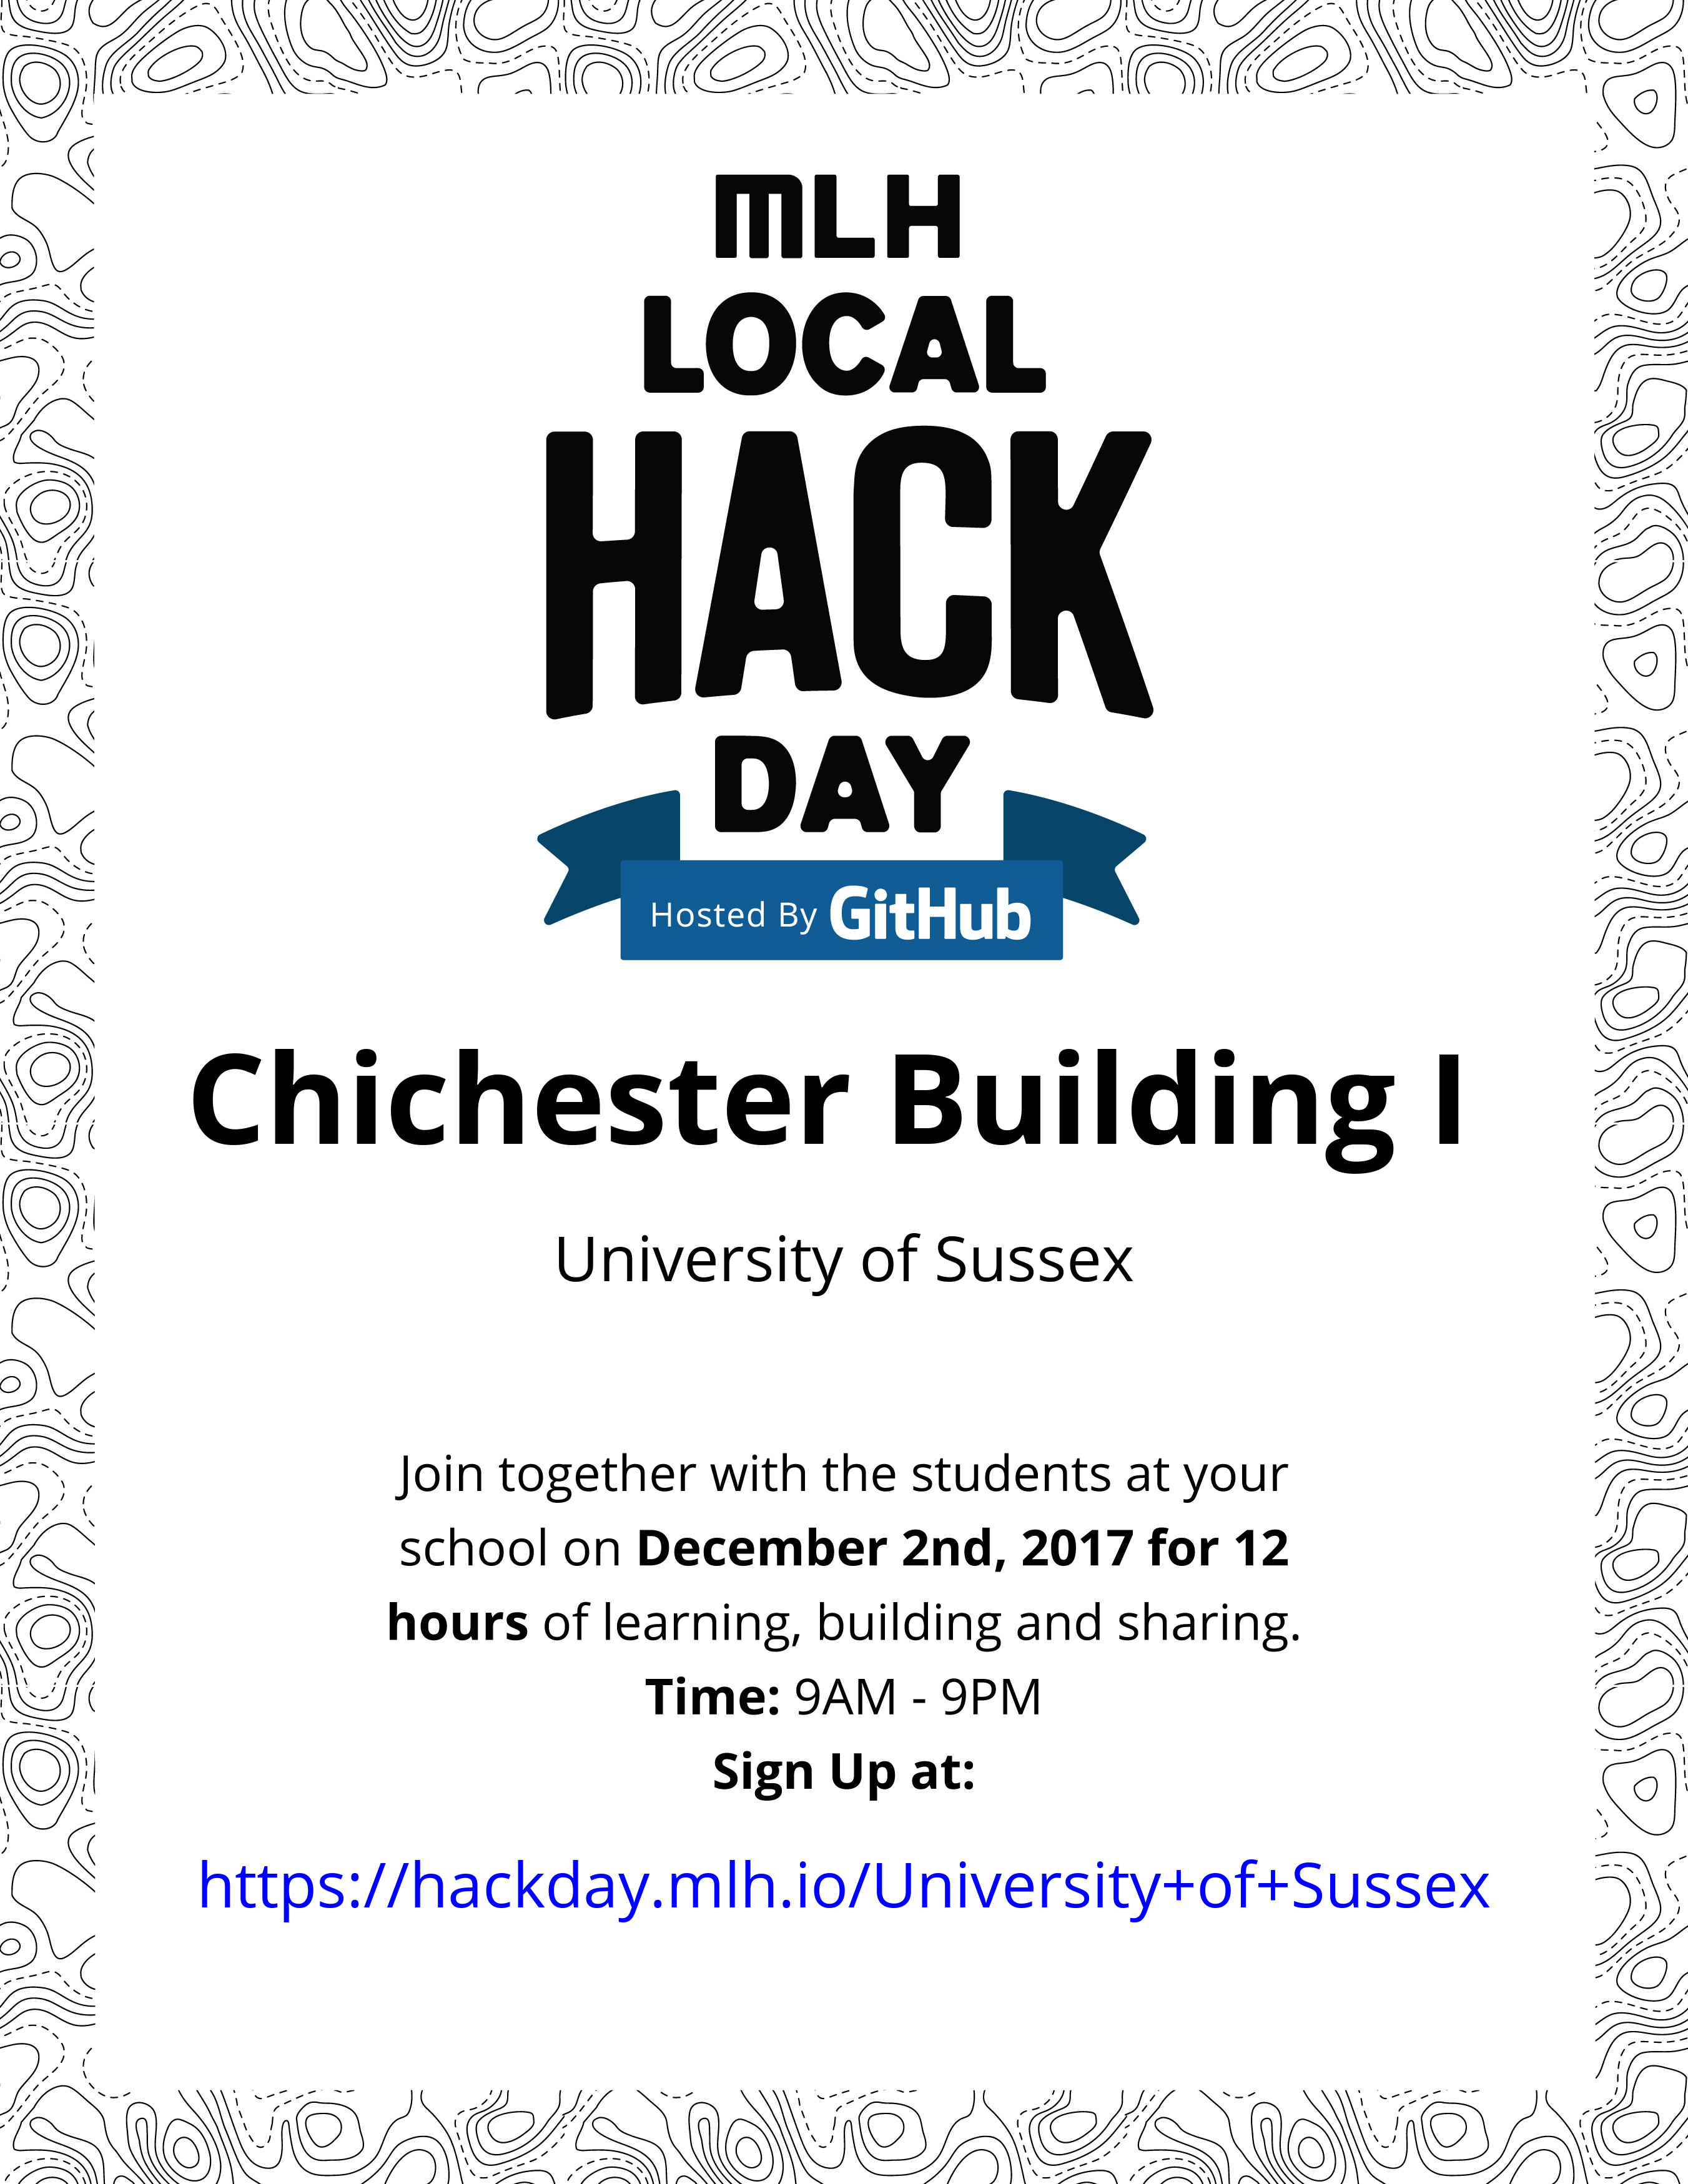 MLH
LOCAL
HACK
DAY
Hosted By GitHub
Chichester Building I
University of Sussex
Join together with the students at your
school on December 2nd, 2017 for 12
hours of learning, building and sharing.
Time: 9AM - 9PM
Sign Up at:
https://hackday.mlh.io/University+of+Sussex